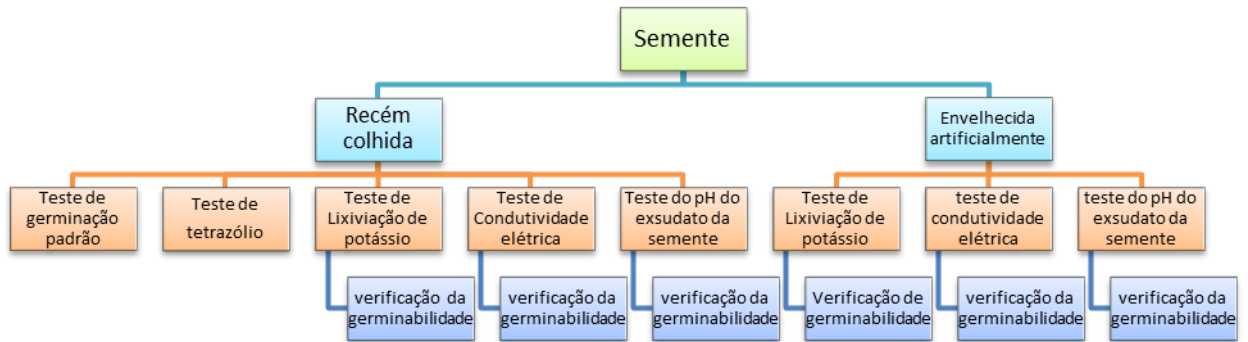 Semente
Recém
colhida
Envelhecida
artificialmente
Teste de
germinação
padrão
Teste de
tetrazólio
Teste de
Lixiviação de
potássio
Teste de
Condutividade
elétrica
Teste do pH do
exsudato da
semente
Teste de
Lixiviação de
potássio
teste de
condutividade
elétrica
teste do pH do
exsudato da
semente
verificação da
germinabilidade
verificação da
germinabilidade
verificação da
germinabilidade
Verificação de
germinabilidade
verificação da
germinabilidade
verificação da
germinabilidade